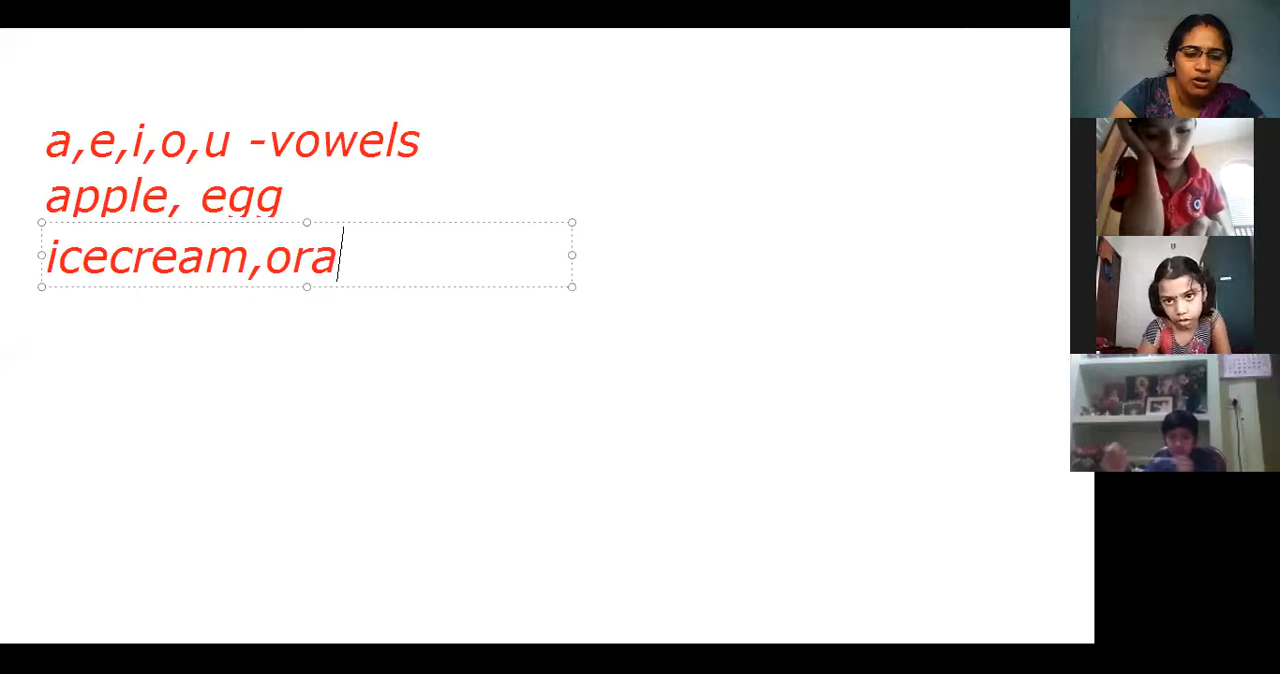 a,e,i,o,u -vowels
apple, egg
icecream,ora